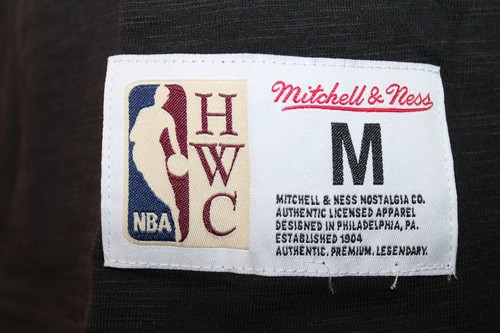 H
W
C
NBA
Mitchell & Ness
M
MITCHELL & NESS NOSTALGIA CO.
AUTHENTIC LICENSED APPAREL
DESIGNED IN PHILADELPHIA, PA.
ESTABLISHED 1904
AUTHENTIC. PREMIUM. LEGENDARY.